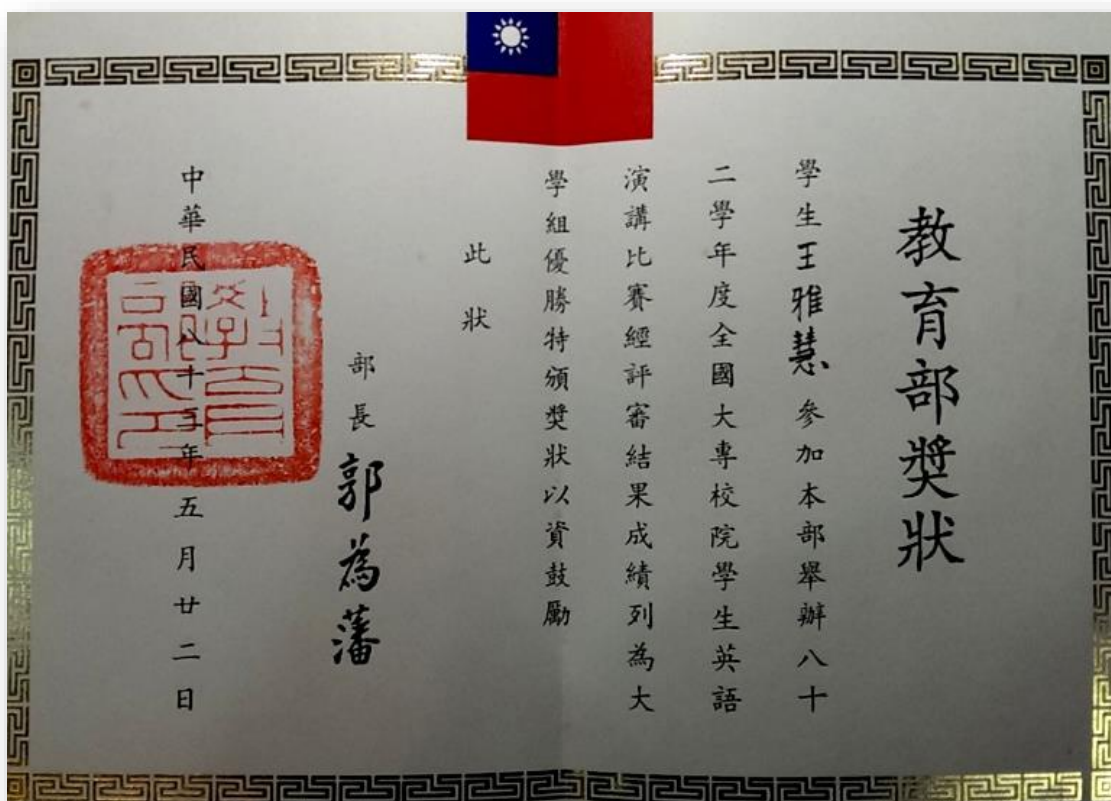 教育部獎狀
學生王雅慧參加本部舉辦八十
二學年度全國大專校院學生英語
演講比賽經評審結果成績列為大
學組優勝特頒獎狀以資鼓勵
此狀
部長郭為藩
中華民國八十三年五月廿二日
教育部印